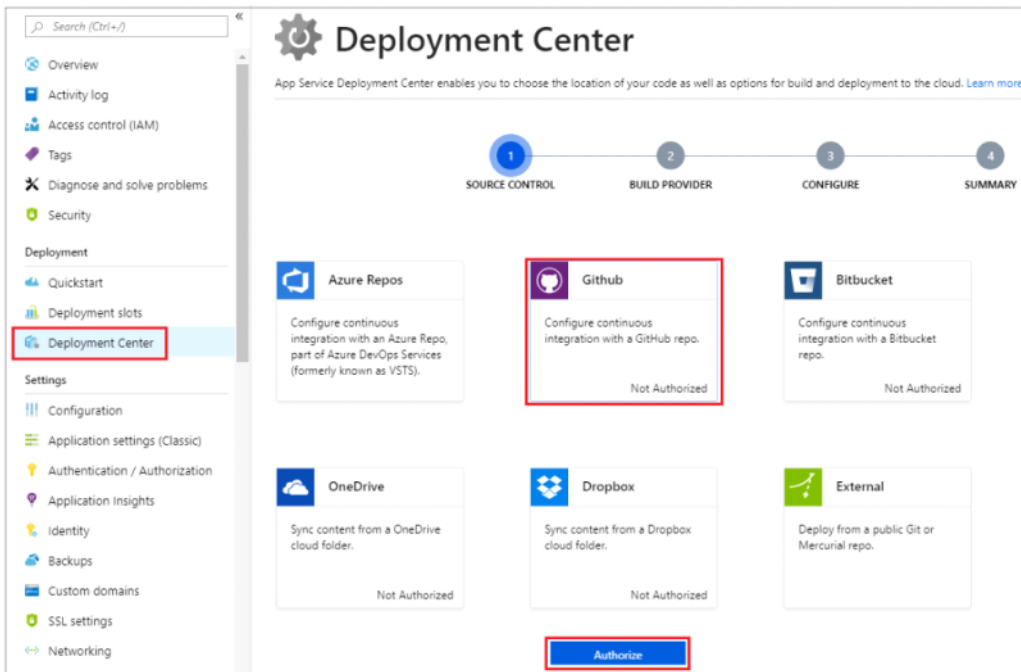 Search (Ctrl+/)
«
Overview
Activity log
Access control (IAM)
Tags
Diagnose and solve problems
Security
Deployment
Quickstart
Deployment slots
Deployment Center
Settings
Configuration
Application settings (Classic)
Authentication / Authorization
Application Insights
Identity
Backups
Custom domains
SSL settings
Networking
Deployment Center
App Service Deployment Center enables you to choose the location of your code as well as options for build and deployment to the cloud. Learn more
1
2
3
4
SOURCE CONTROL
BUILD PROVIDER
CONFIGURE
SUMMARY
Azure Repos
Configure continuous
integration with an Azure Repo,
part of Azure DevOps Services
(formerly known as VSTS).
Github
Configure continuous
integration with a GitHub repo.
Not Authorized
Bitbucket
Configure continuous
integration with a Bitbucket
repo.
Not Authorized
OneDrive
Sync content from a OneDrive
cloud folder.
Not Authorized
Dropbox
Sync content from a Dropbox
cloud folder.
Not Authorized
External
Deploy from a public Git or
Mercurial repo.
Authorize